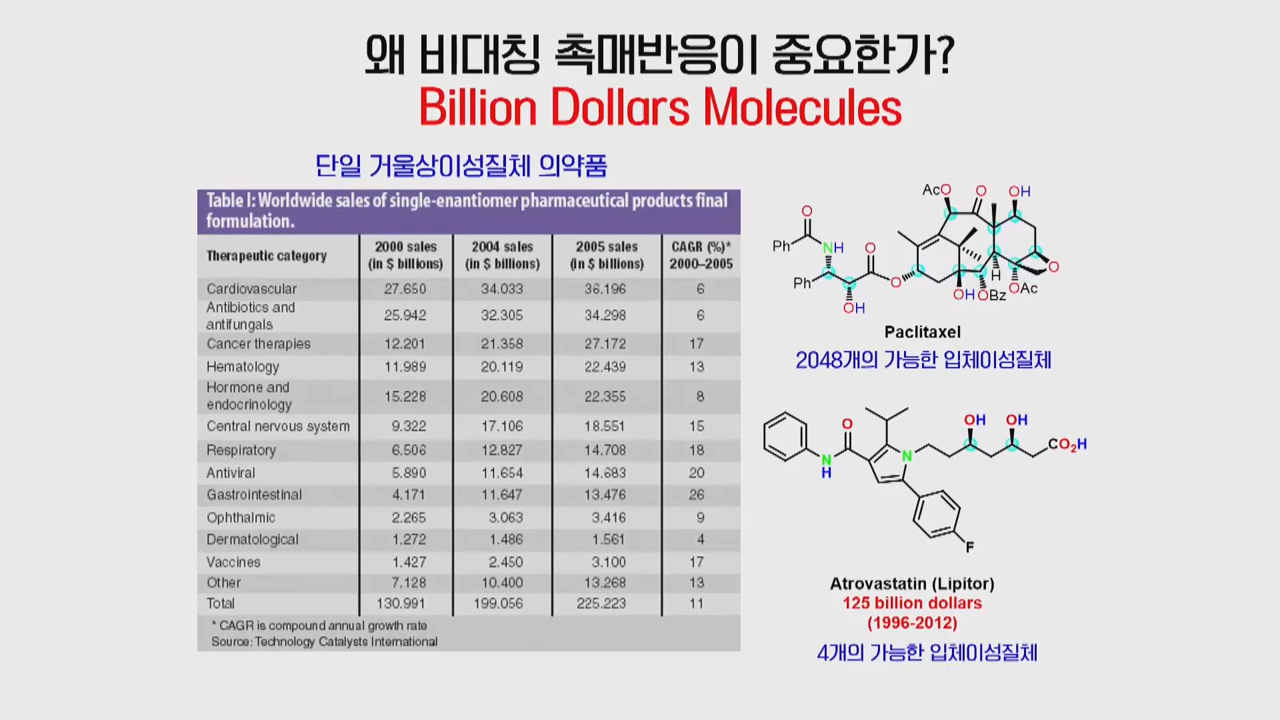 왜 비대칭 촉매반응이 중요한가?
Billion Dollars Molecules
단일 거울상이성질체 의약품
Table I: Worldwide sales of single-enantiomer pharmaceutical products final
formulation.
Therapeutic category 2000 sales (in $ billions) 2004 sales (in $ billions) 2005 sales (in $ billions) CAGR (%)* 2000–2005
Cardiovascular 27.650 34.033 36.196 6
Antibiotics and antifungals 25.942 32.305 34.298 6
Cancer therapies 12.201 21.358 27.172 17
Hematology 11.989 20.119 22.439 13
Hormone and endocrinology 15.228 20.608 22.355 8
Central nervous system 9.322 17.106 18.551 15
Respiratory 6.506 12.827 14.708 18
Antiviral 5.890 11.654 14.683 20
Gastrointestinal 4.171 11.647 13.476 26
Ophthalmic 2.265 3.063 3.416 9
Dermatological 1.272 1.486 1.561 4
Vaccines 1.427 2.450 3.100 17
Other 7.128 10.400 13.268 13
Total 130.991 199.056 225.223 11
* CAGR is compound annual growth rate
Source: Technology Catalysts International
AcO O OH
O
Ph NH O
Ph O H O
OH OH OBz OAc
Paclitaxel
2048개의 가능한 입체이성질체
O OH OH
N H N CO2H
F
Atrovastatin (Lipitor)
125 billion dollars
(1996-2012)
4개의 가능한 입체이성질체